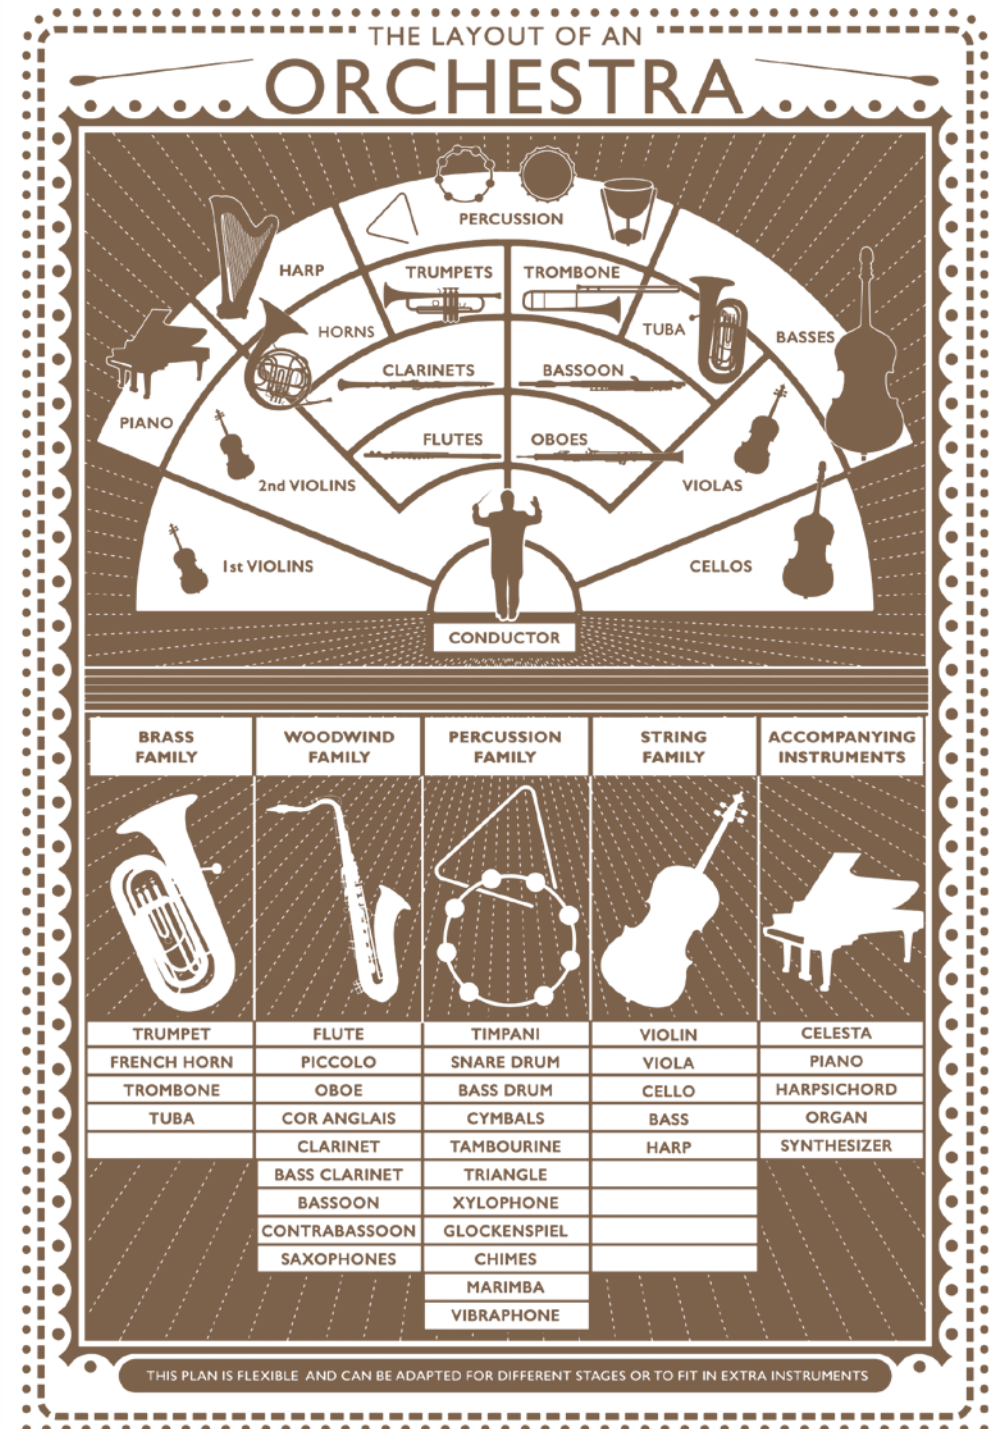 THE LAYOUT OF AN
ORCHESTRA
PERCUSSION
HARP
TRUMPETS
TROMBONE
HORNS
TUBA
BASSES
CLARINETS
BASSOON
PIANO
FLUTES
OBOES
2nd VIOLINS
VIOLAS
1st VIOLINS
CELLOS
CONDUCTOR
BRASS
FAMILY
WOODWIND
FAMILY
PERCUSSION
FAMILY
STRING
FAMILY
ACCOMPANYING
INSTRUMENTS
TRUMPET
FRENCH HORN
TROMBONE
TUBA
FLUTE
PICCOLO
OBOE
COR ANGLAIS
CLARINET
BASS CLARINET
BASSOON
CONTRABASSOON
SAXOPHONES
TIMPANI
SNARE DRUM
BASS DRUM
CYMBALS
TAMBOURINE
TRIANGLE
XYLOPHONE
GLOCKENSPIEL
CHIMES
MARIMBA
VIBRAPHONE
VIOLIN
VIOLA
CELLO
BASS
HARP
CELESTA
PIANO
HARPSICHORD
ORGAN
SYNTHESIZER
THIS PLAN IS FLEXIBLE AND CAN BE ADAPTED FOR DIFFERENT STAGES OR TO FIT IN EXTRA INSTRUMENTS